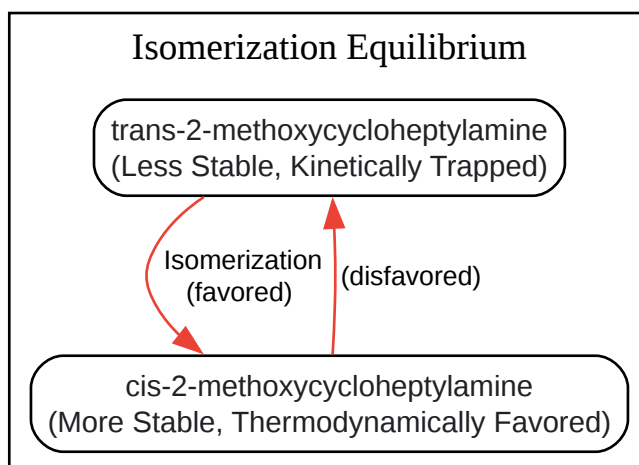 Isomerization Equilibrium
trans-2-methoxycycloheptylamine
(Less Stable, Kinetically Trapped)
Isomerization
(favored)
(disfavored)
cis-2-methoxycycloheptylamine
(More Stable, Thermodynamically Favored)